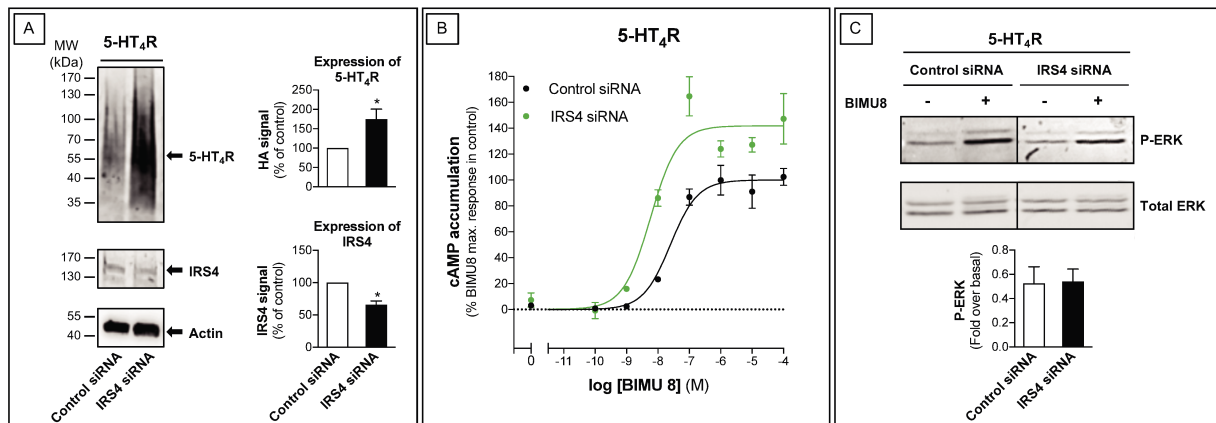 A
5-HT4R
MW
(kDa)
170
130
100
70
55
40
35
5-HT4R
170
130
IRS4
55
40
Actin
Control siRNA
IRS4 siRNA
Expression of
5-HT4R
HA signal
(% of control)
250
200
150
100
50
0
*
Expression of
IRS4
IRS4 signal
(% of control)
150
100
50
0
*
Control siRNA
IRS4 siRNA
B
5-HT4R
cAMP accumulation
(% BIMU8 max. response in control)
180
160
140
120
100
80
60
40
20
0
Control siRNA
IRS4 siRNA
0 -11 -10 -9 -8 -7 -6 -5 -4
log [BIMU 8] (M)
C
5-HT4R
Control siRNA IRS4 siRNA
BIMU8 - + - +
P-ERK
Total ERK
P-ERK
(Fold over basal)
0.8
0.6
0.4
0.2
0.0
Control siRNA
IRS4 siRNA